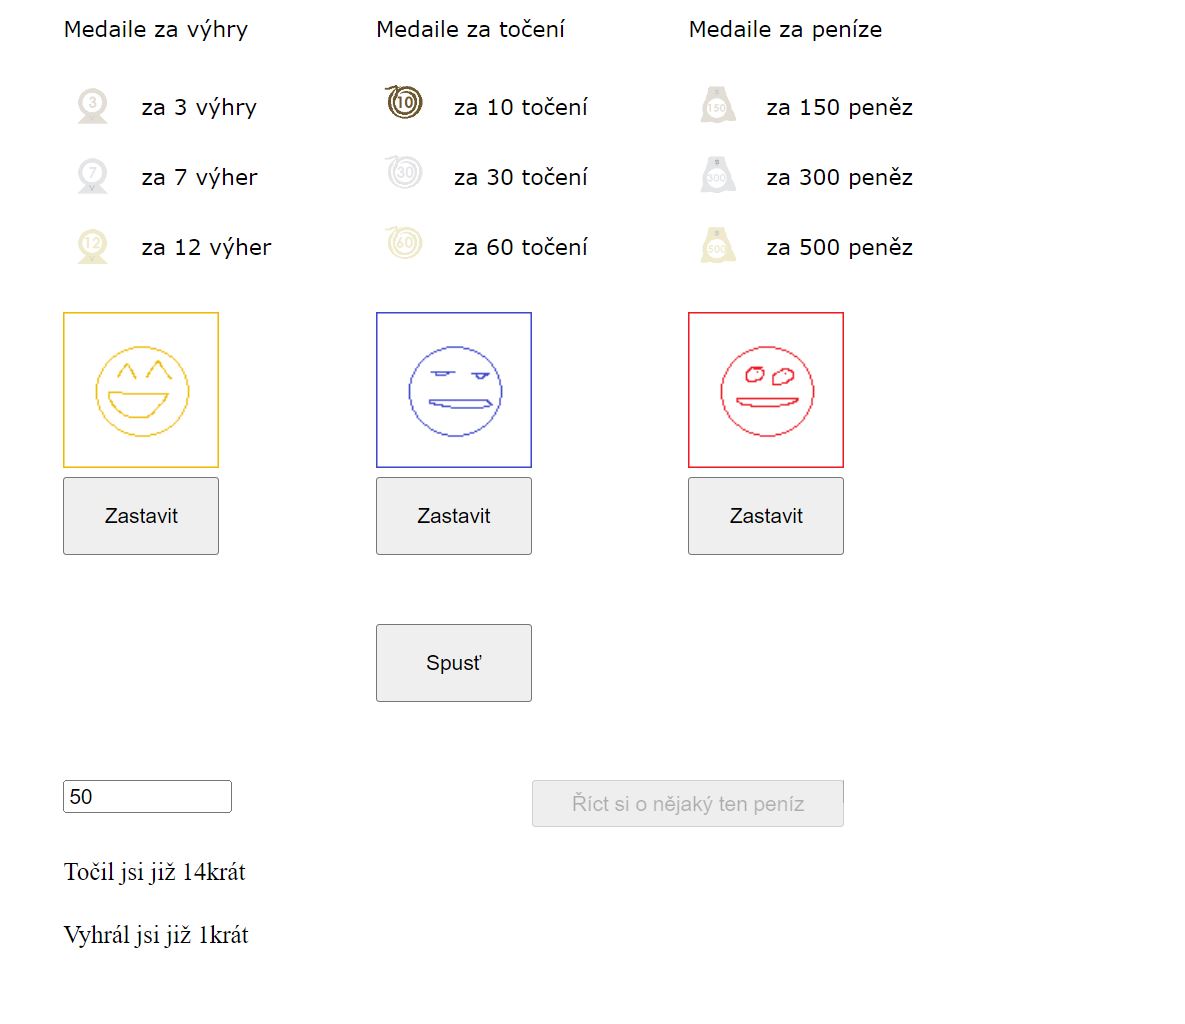 Medaile za výhry Medaile za točení Medaile za peníze
3 za 3 výhry 10 za 10 točení $ 150 za 150 peněz
7 za 7 výher 30 za 30 točení $ 300 za 300 peněz
12 za 12 výher 60 za 60 točení $ 500 za 500 peněz
Zastavit Zastavit Zastavit
Spusť
50 Říct si o nějaký ten peníz
Točil jsi již 14krát
Vyhrál jsi již 1krát